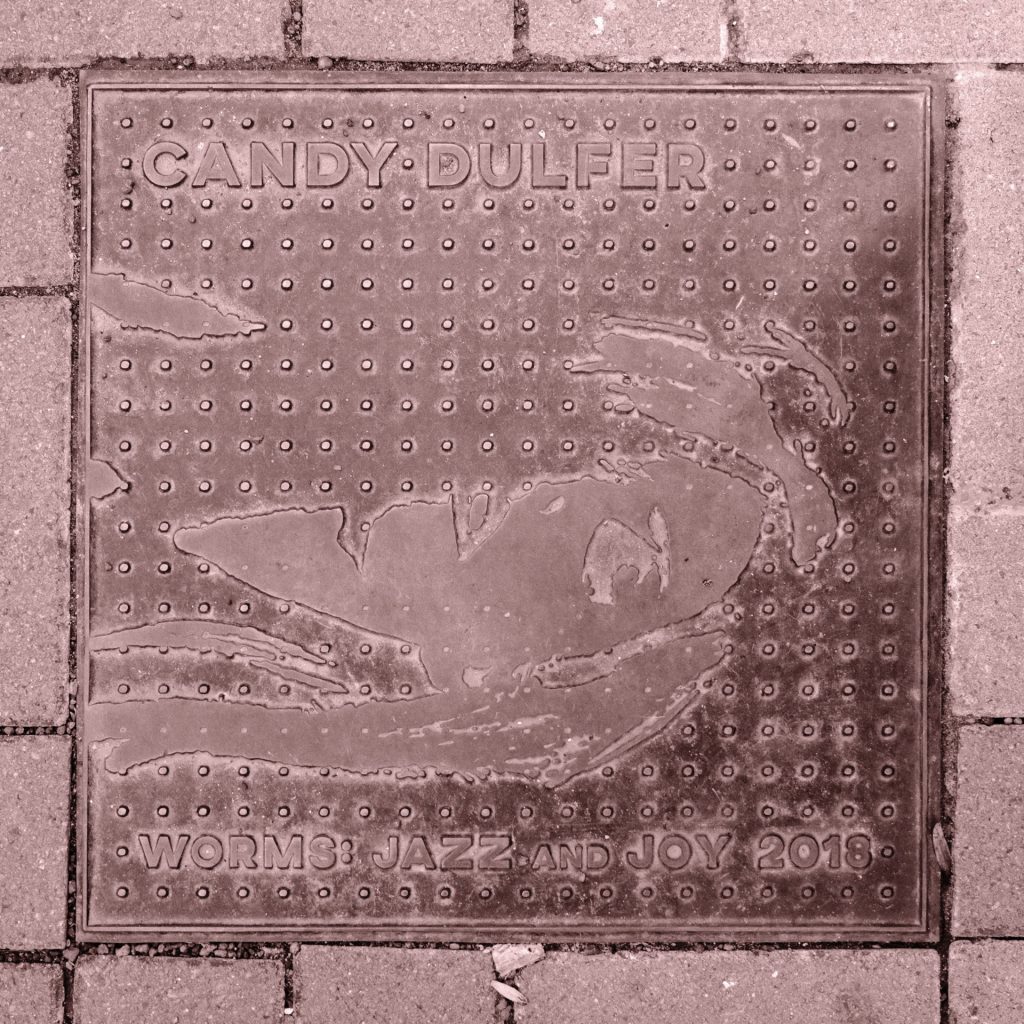 CANDY DULFER
WORMS: JAZZ AND JOY 2018